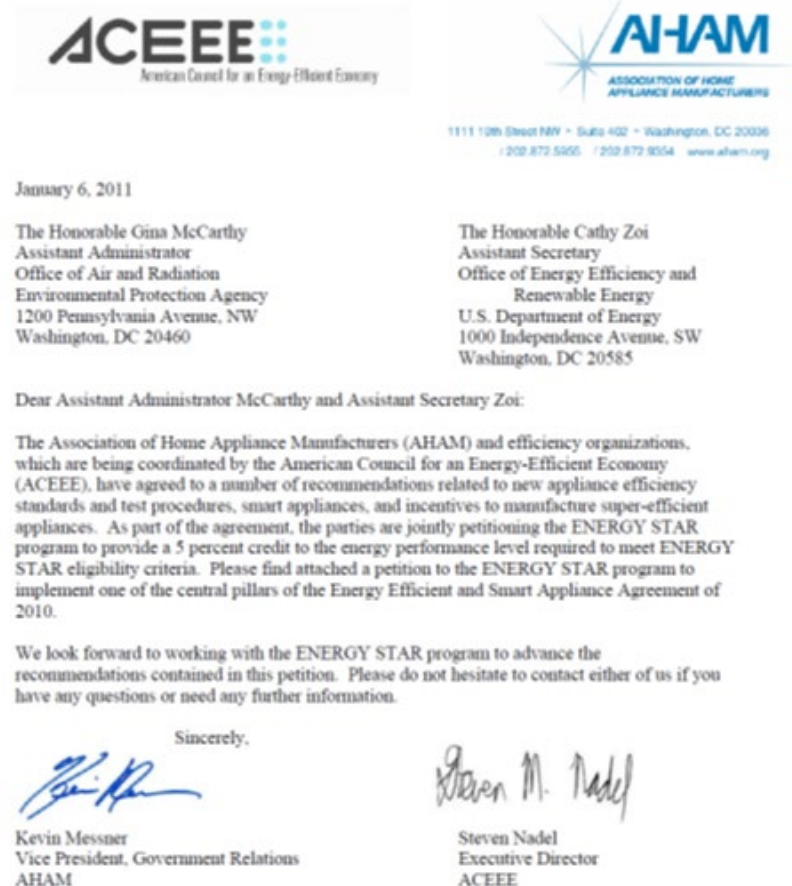 ACEEE
American Council for an Energy-Efficient Economy
AHAM
ASSOCIATION OF HOME
APPLIANCE MANUFACTURERS
1111 19th Street NW • Suite 402 • Washington, DC 20036
t 202.872.5955 f 202.872.9354 www.aham.org
January 6, 2011
The Honorable Gina McCarthy
Assistant Administrator
Office of Air and Radiation
Environmental Protection Agency
1200 Pennsylvania Avenue, NW
Washington, DC 20460
The Honorable Cathy Zoi
Assistant Secretary
Office of Energy Efficiency and
Renewable Energy
U.S. Department of Energy
1000 Independence Avenue, SW
Washington, DC 20585
Dear Assistant Administrator McCarthy and Assistant Secretary Zoi:
The Association of Home Appliance Manufacturers (AHAM) and efficiency organizations,
which are being coordinated by the American Council for an Energy-Efficient Economy
(ACEEE), have agreed to a number of recommendations related to new appliance efficiency
standards and test procedures, smart appliances, and incentives to manufacture super-efficient
appliances. As part of the agreement, the parties are jointly petitioning the ENERGY STAR
program to provide a 5 percent credit to the energy performance level required to meet ENERGY
STAR eligibility criteria. Please find attached a petition to the ENERGY STAR program to
implement one of the central pillars of the Energy Efficient and Smart Appliance Agreement of
2010.
We look forward to working with the ENERGY STAR program to advance the
recommendations contained in this petition. Please do not hesitate to contact either of us if you
have any questions or need any further information.
Sincerely,
Steven M. Nadel
Kevin Messner
Vice President, Government Relations
AHAM
Steven Nadel
Executive Director
ACEEE